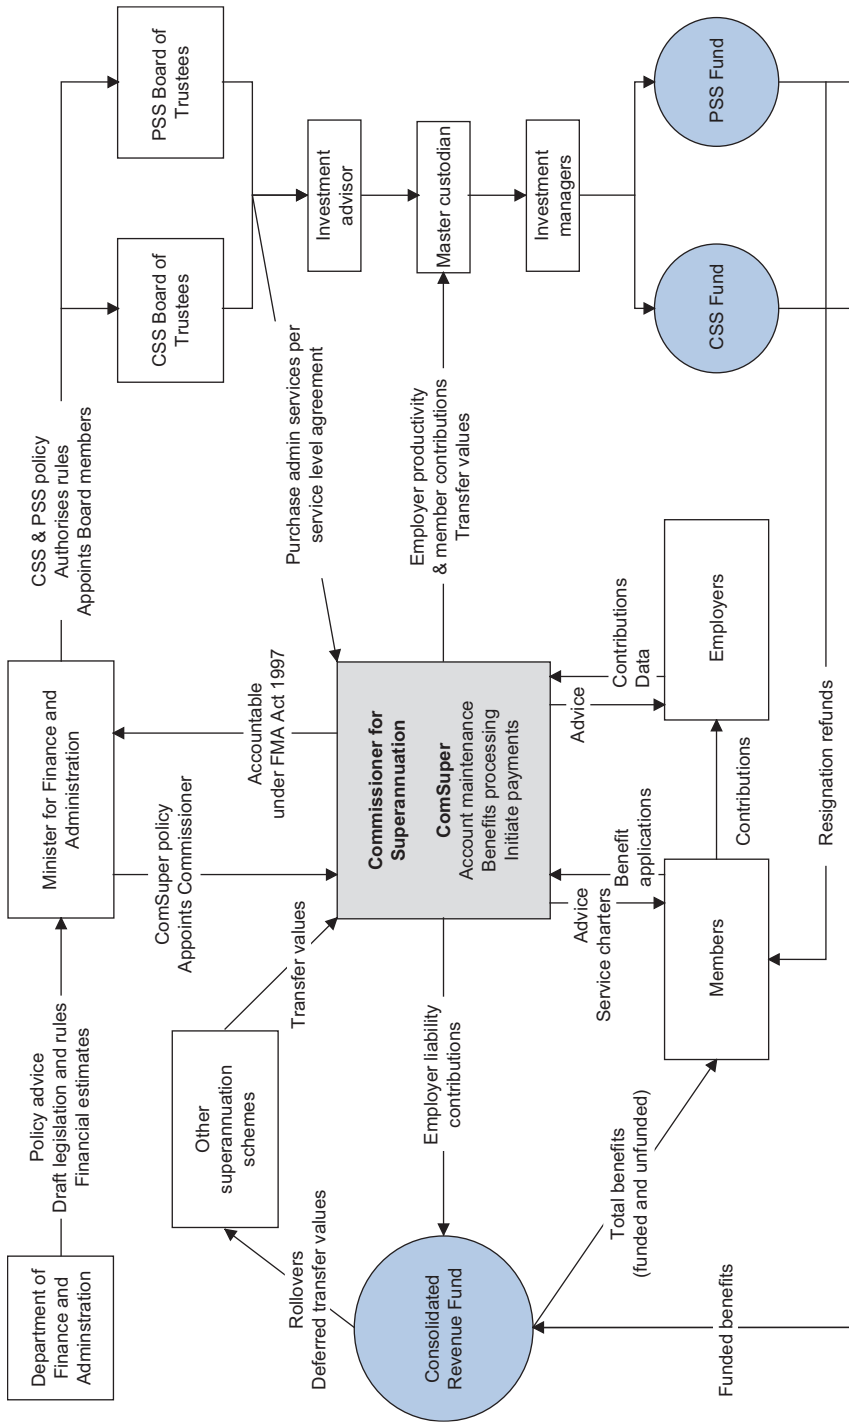 Department of
Finance and
Adminstration
Policy advice
Draft legislation and rules
Financial estimates
Minister for Finance and
Administration
CSS & PSS policy
Authorises rules
Appoints Board members
CSS Board of
Trustees
PSS Board of
Trustees
Other
superannuation
schemes
Transfer values
ComSuper policy
Appoints Commissioner
Accountable
under FMA Act 1997
Purchase admin services per
service level agreement
Investment
advisor
Rollovers
Deferred transfer values
Consolidated
Revenue Fund
Employer liability
contributions
Commissioner for
Superannuation
ComSuper
Account maintenance
Benefits processing
Initiate payments
Employer productivity
& member contributions
Transfer values
Master custodian
Investment
managers
Total benefits
(funded and unfunded)
Advice
Service charters
Benefit
applications
Advice
Contributions
Data
Members
Contributions
Employers
CSS Fund
PSS Fund
Funded benefits
Resignation refunds